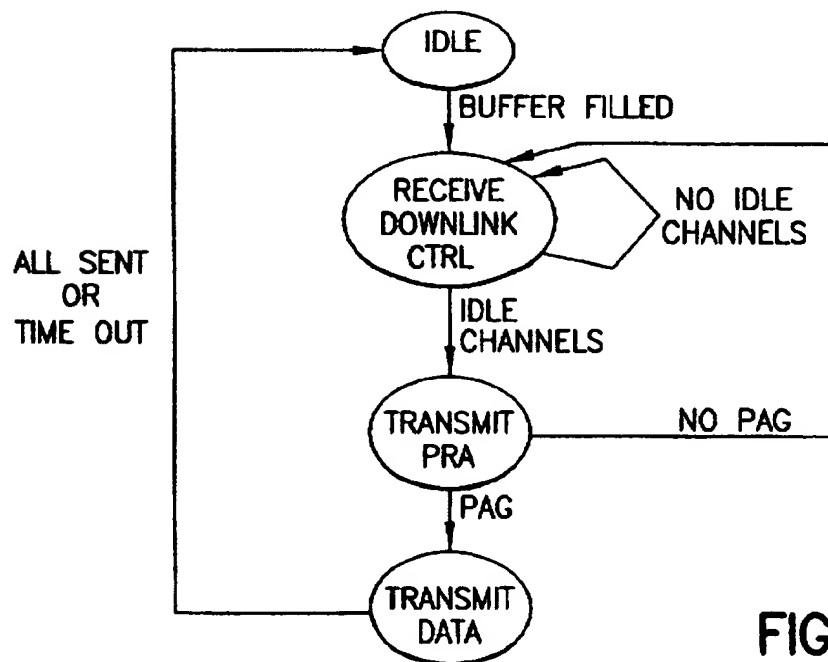 IDLE
BUFFER FILLED
RECEIVE
DOWNLINK
CTRL
NO IDLE
CHANNELS
ALL SENT
OR
TIME OUT
IDLE
CHANNELS
TRANSMIT
PRA
NO PAG
PAG
TRANSMIT
DATA
FIG